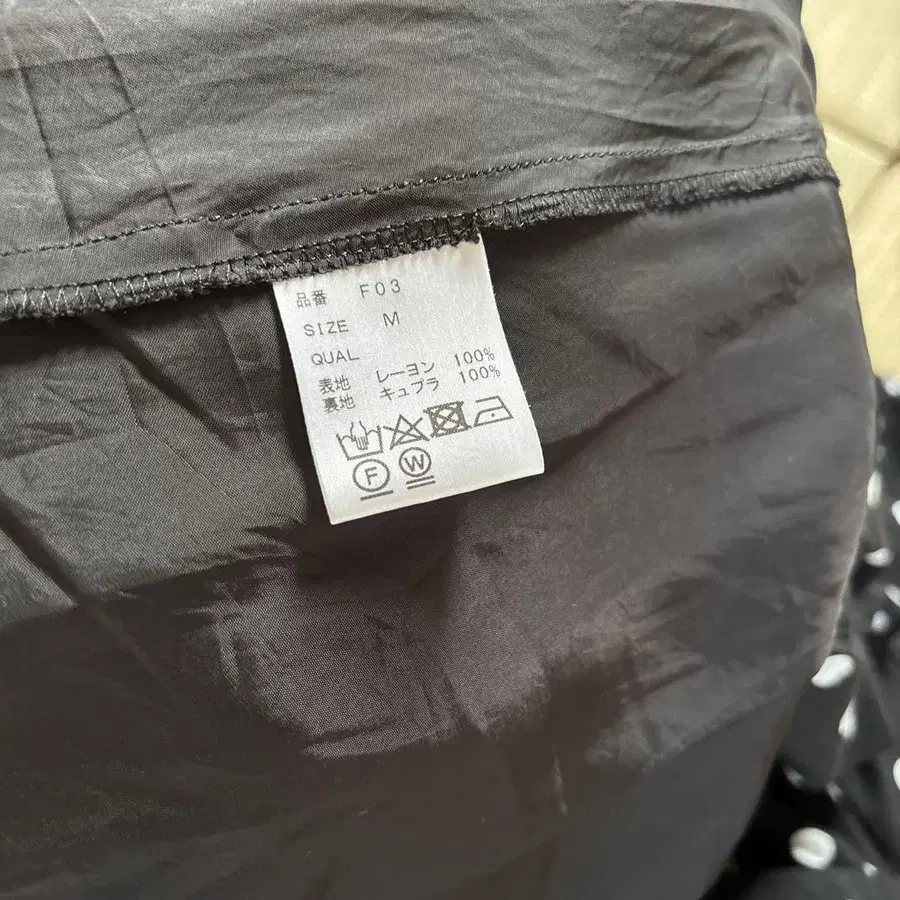 品番 F03
SIZE M
QUAL
表地 レーヨン 100%
裏地 キュプラ 100%
F W